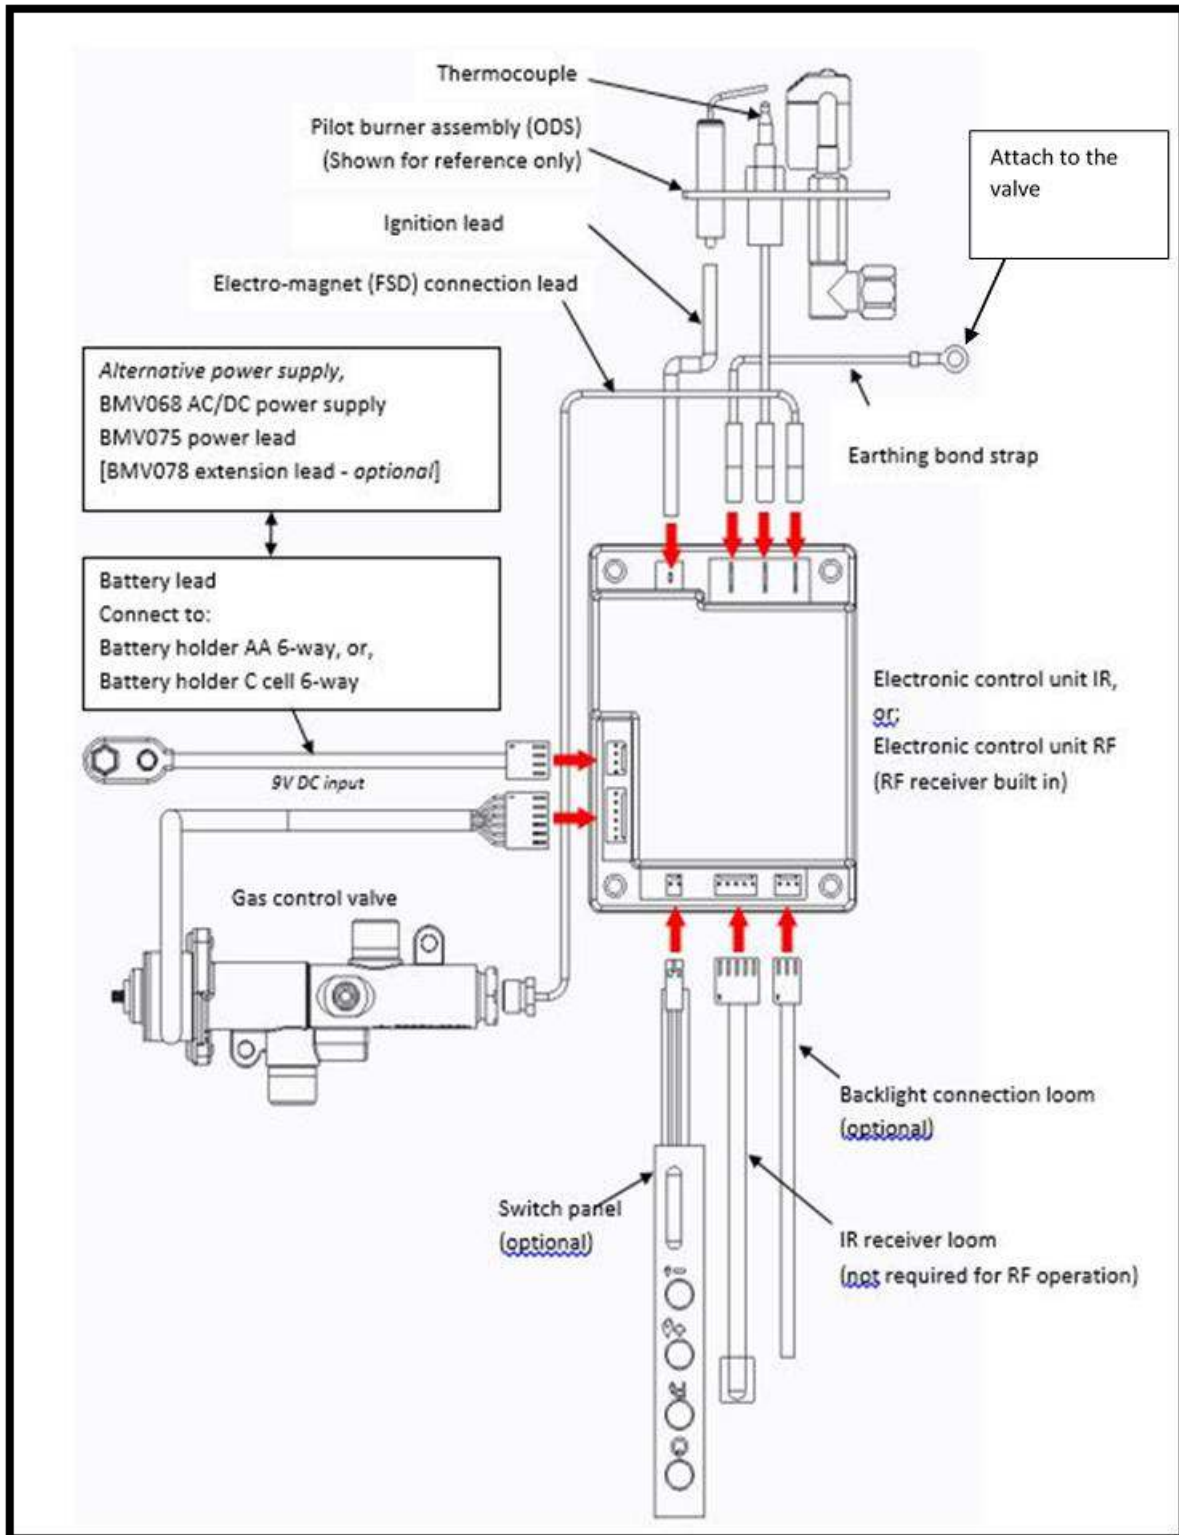 Thermocouple
Pilot burner assembly (ODS)
(Shown for reference only)
Attach to the
valve
Ignition lead
Electro-magnet (FSD) connection lead
Alternative power supply,
BMV068 AC/DC power supply
BMV075 power lead
[BMV078 extension lead - optional]
Earthing bond strap
Battery lead
Connect to:
Battery holder AA 6-way, or,
Battery holder C cell 6-way
Electronic control unit IR,
or;
Electronic control unit RF
(RF receiver built in)
9V DC input
Gas control valve
Backlight connection loom
(optional)
Switch panel
(optional)
IR receiver loom
(not required for RF operation)